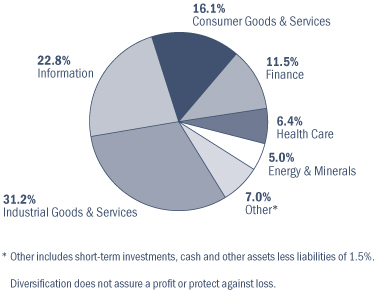 16.1%
Consumer Goods & Services
22.8%
Information
11.5%
Finance
6.4%
Health Care
5.0%
Energy & Minerals
7.0%
Other*
31.2%
Industrial Goods & Services
* Other includes short-term investments, cash and other assets less liabilities of 1.5%.
Diversification does not assure a profit or protect against loss.